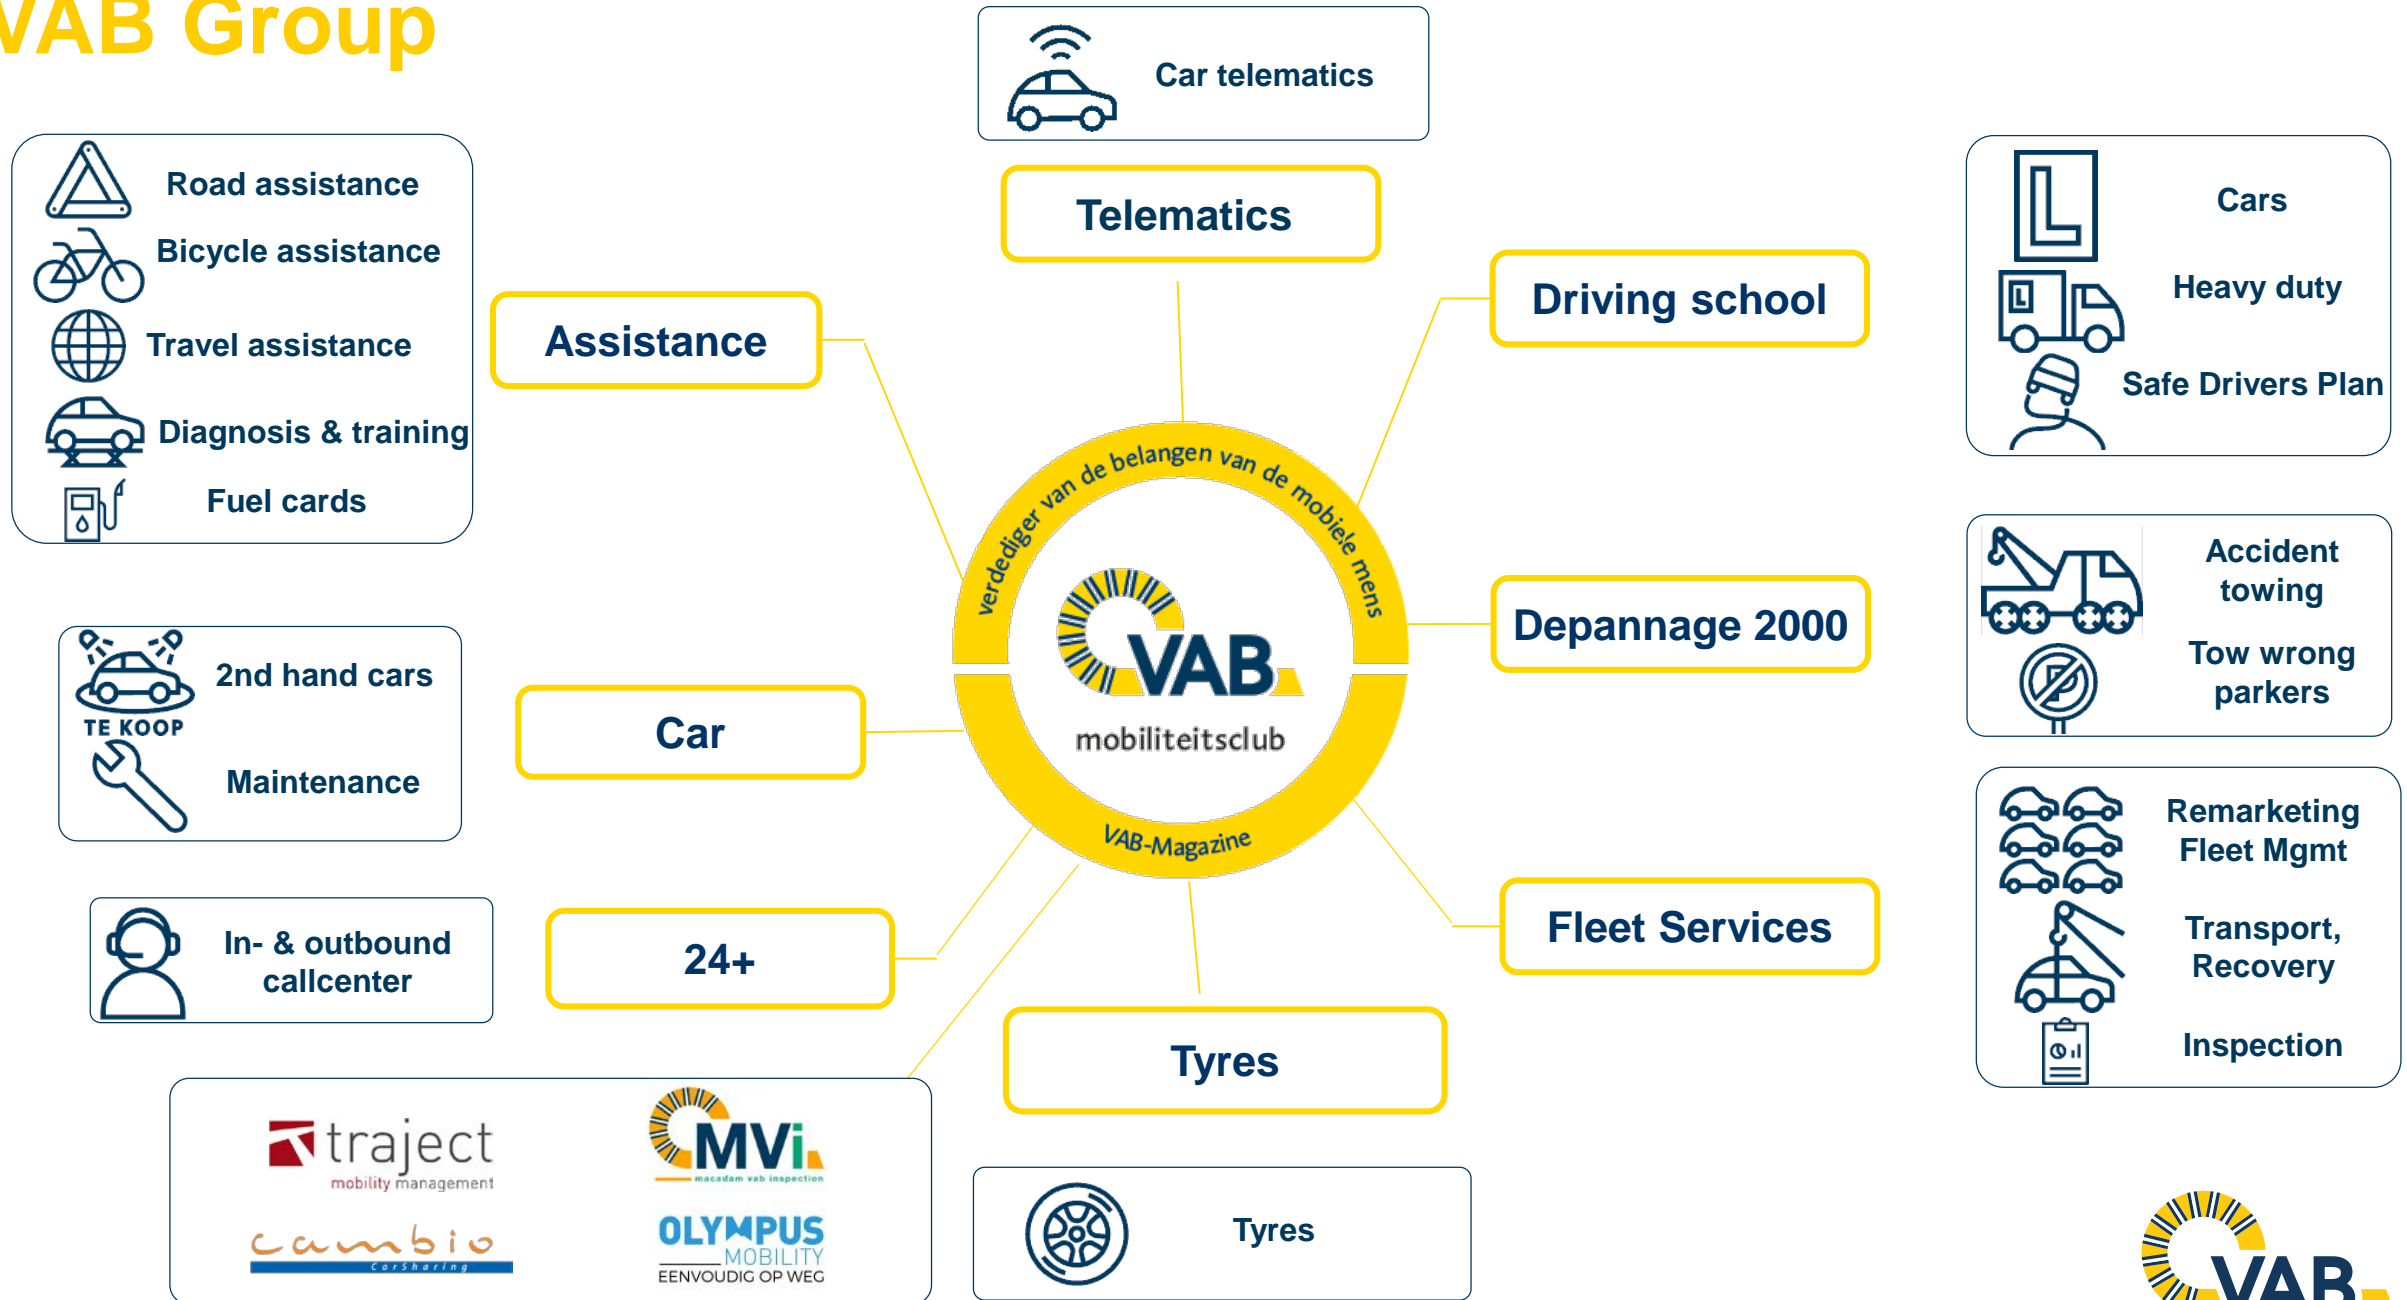 VAB Group
Car telematics
Telematics
Road assistance
Bicycle assistance
Travel assistance
Diagnosis & training
Fuel cards
Assistance
Driving school
L
Cars
L
Heavy duty
Safe Drivers Plan
verdediger van de belangen van de mobiele mens
VAB
mobiliteitsclub
VAB-Magazine
Depannage 2000
Accident
towing
P
Tow wrong
parkers
2nd hand cars
TE KOOP
Maintenance
Car
Remarketing
Fleet Mgmt
Transport,
Recovery
Inspection
Fleet Services
In- & outbound
callcenter
24+
Tyres
traject
mobility management
MVi
macadam vab inspection
cambio
CarSharing
OLYMPUS
MOBILITY
EENVOUDIG OP WEG
Tyres
VAB